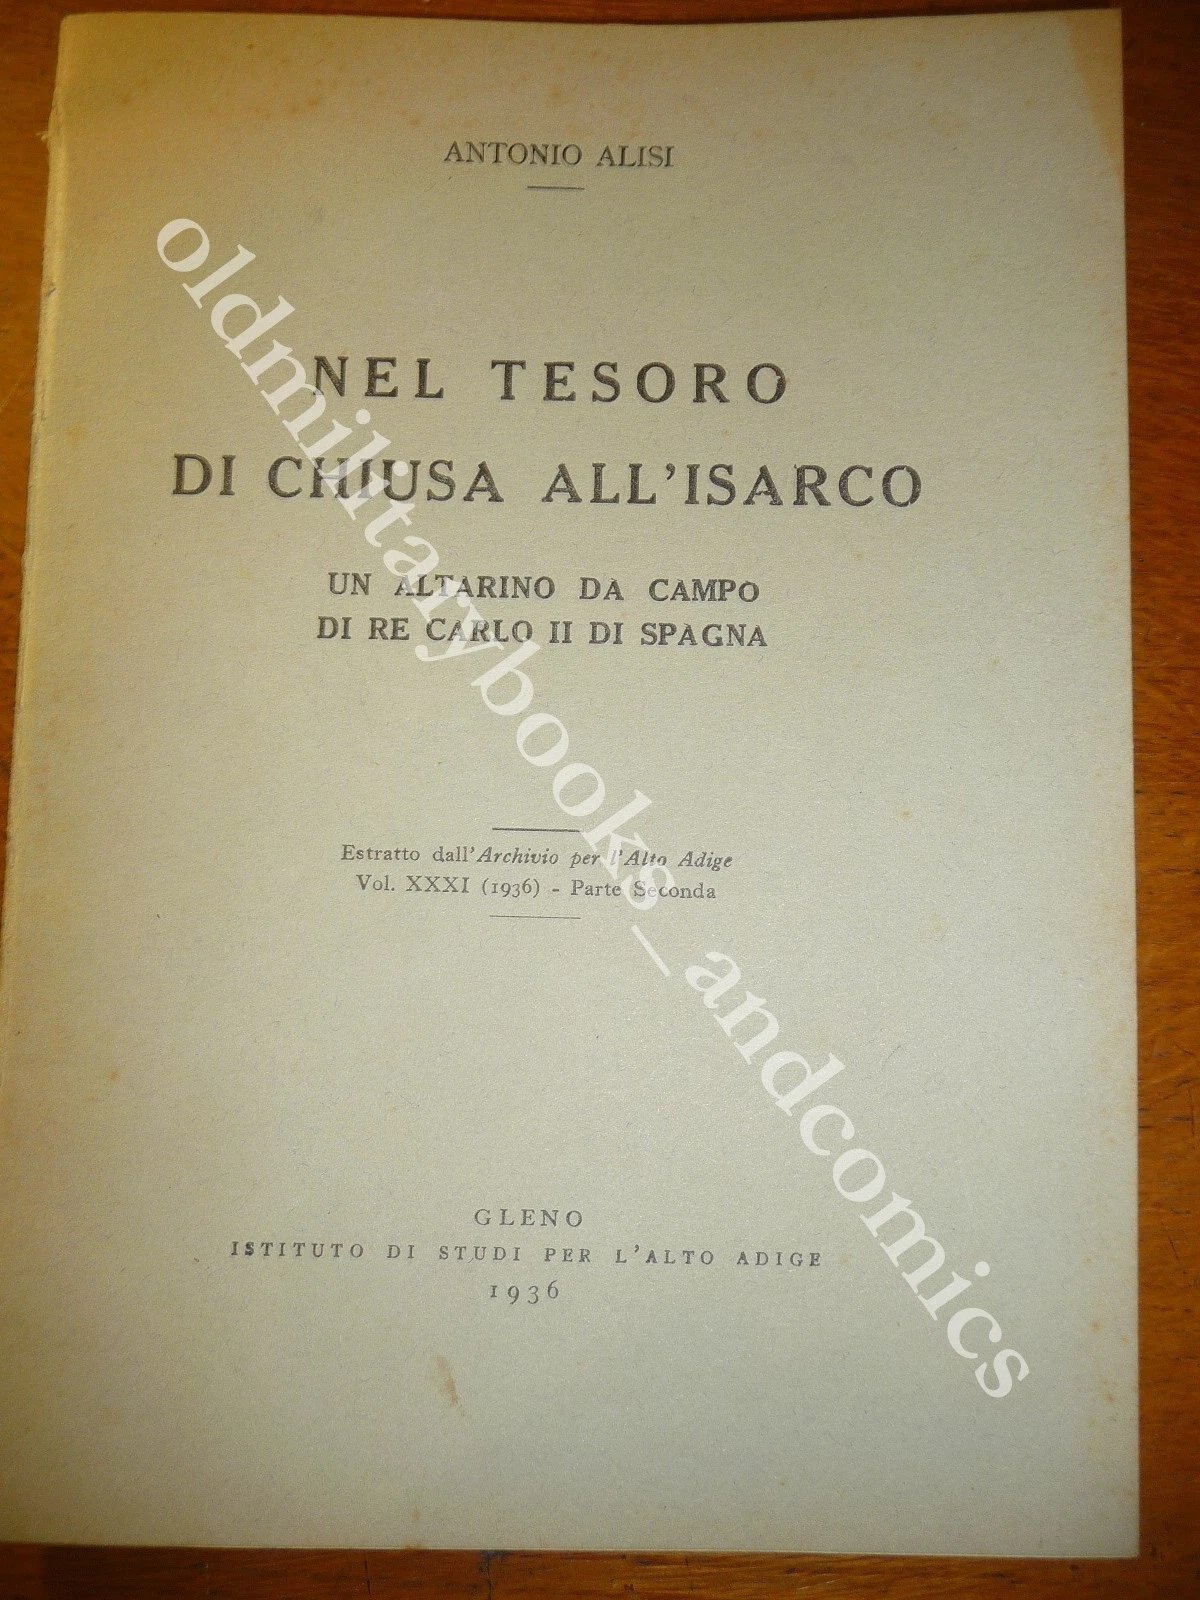 ANTONIO ALISI
NEL TESORO
DI CHIUSA ALL'ISARCO
UN ALTARINO DA CAMPO
DI RE CARLO II DI SPAGNA
Estratto dall'Archivio per l'Alto Adige
Vol. XXXI (1936) - Parte Seconda
GLENO
ISTITUTO DI STUDI PER L'ALTO ADIGE
1936
oldmilitarybooks_andcomics